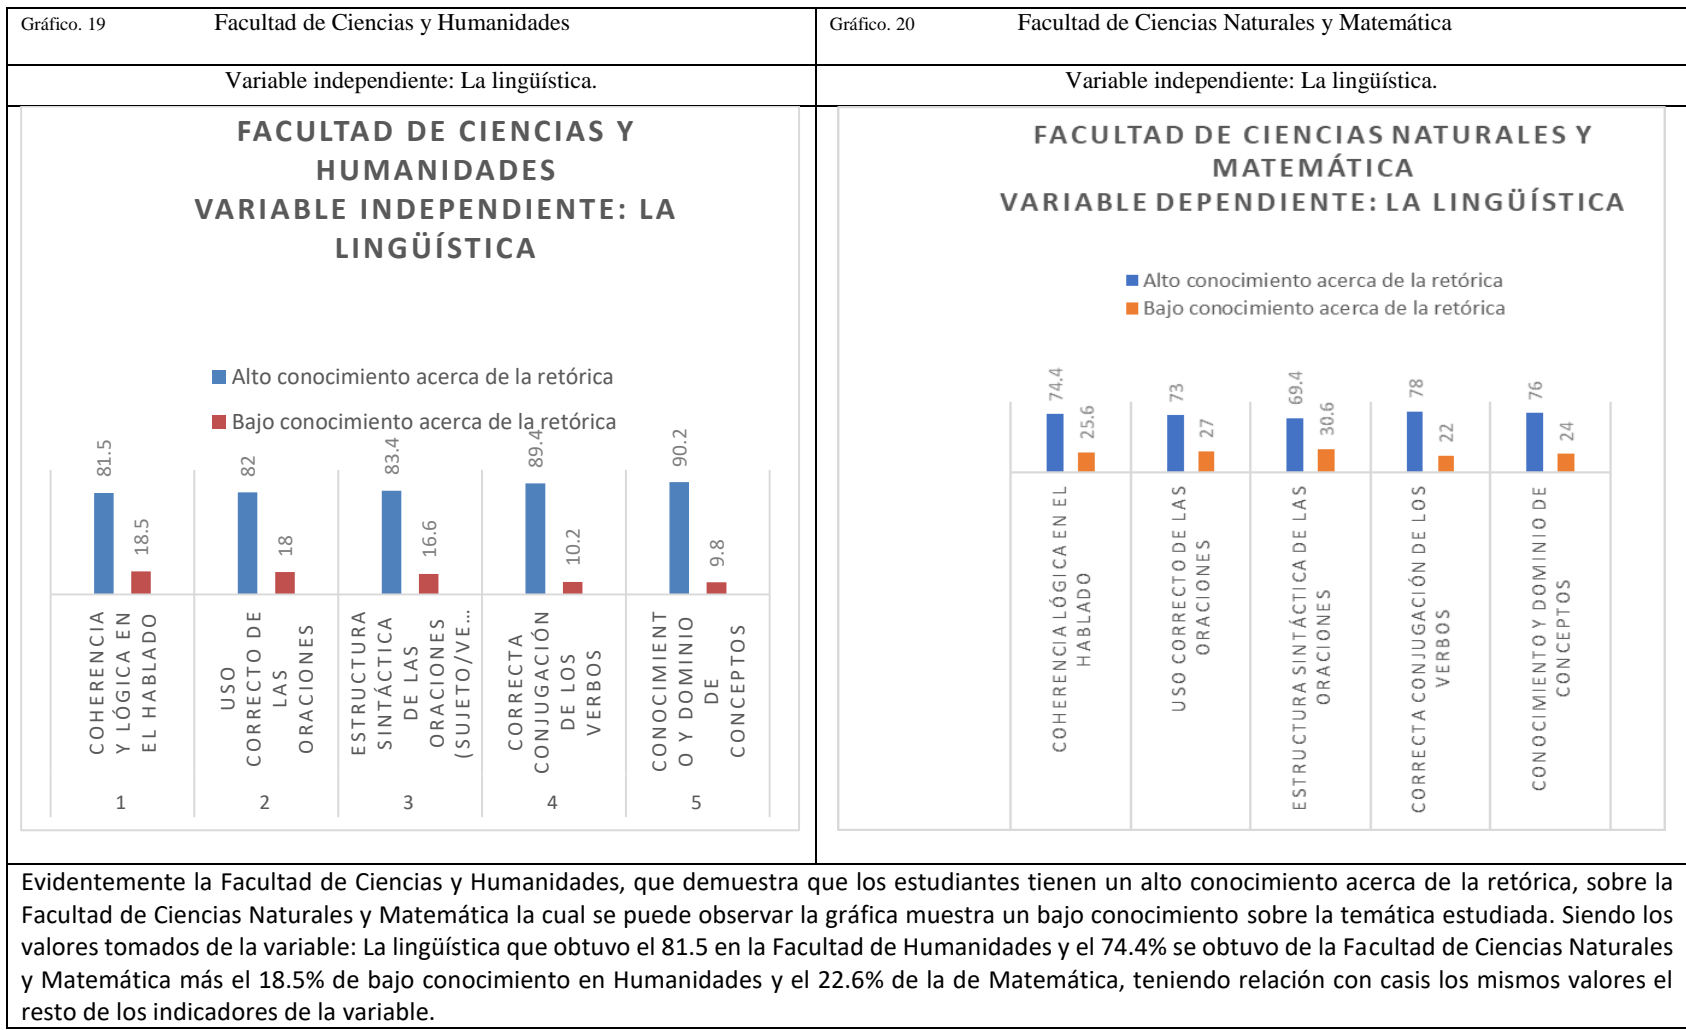 Gráfico. 19 Facultad de Ciencias y Humanidades
Variable independiente: La lingüística.
FACULTAD DE CIENCIAS Y
HUMANIDADES
VARIABLE INDEPENDIENTE: LA
LINGÜÍSTICA
Alto conocimiento acerca de la retórica
Bajo conocimiento acerca de la retórica
81.5
18.5
82
18
83.4
16.6
89.4
10.2
90.2
9.8
COHERENCIA
Y LÓGICA EN
EL HABLADO
USO
CORRECTO DE
LAS
ORACIONES
ESTRUCTURA
SINTÁCTICA
DE LAS
ORACIONES
(SUJETO/VE...
CORRECTA
CONJUGACIÓN
DE LOS
VERBOS
CONOCIMIENT
O Y DOMINIO
DE
CONCEPTOS
1
2
3
4
5
Gráfico. 20 Facultad de Ciencias Naturales y Matemática
Variable independiente: La lingüística.
FACULTAD DE CIENCIAS NATURALES Y
MATEMÁTICA
VARIABLE DEPENDIENTE: LA LINGÜÍSTICA
Alto conocimiento acerca de la retórica
Bajo conocimiento acerca de la retórica
74.4
25.6
73
27
69.4
30.6
78
22
76
24
COHERENCIA LÓGICA EN EL
HABLADO
USO CORRECTO DE LAS
ORACIONES
ESTRUCTURA SINTÁCTICA DE LAS
ORACIONES
CORRECTA CONJUGACIÓN DE LOS
VERBOS
CONOCIMIENTO Y DOMINIO DE
CONCEPTOS
Evidentemente la Facultad de Ciencias y Humanidades, que demuestra que los estudiantes tienen un alto conocimiento acerca de la retórica, sobre la
Facultad de Ciencias Naturales y Matemática la cual se puede observar la gráfica muestra un bajo conocimiento sobre la temática estudiada. Siendo los
valores tomados de la variable: La lingüística que obtuvo el 81.5 en la Facultad de Humanidades y el 74.4% se obtuvo de la Facultad de Ciencias Naturales
y Matemática más el 18.5% de bajo conocimiento en Humanidades y el 22.6% de la de Matemática, teniendo relación con casis los mismos valores el
resto de los indicadores de la variable.